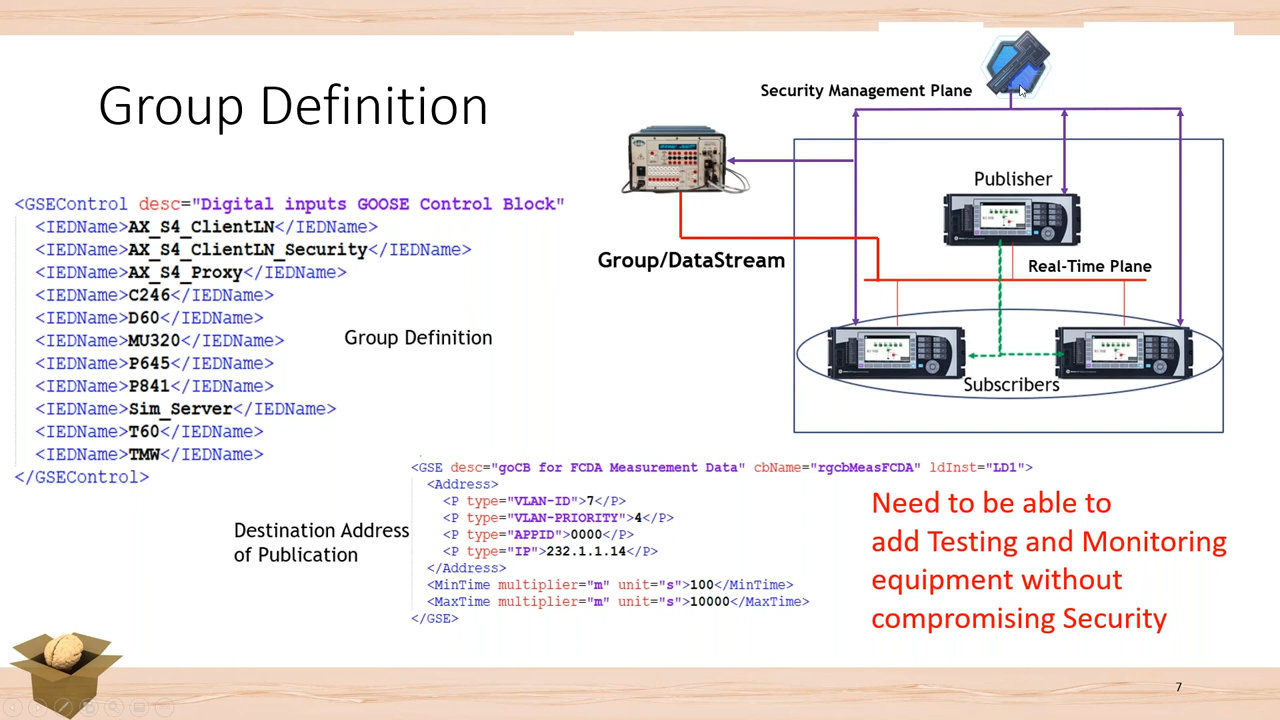 Group Definition
Security Management Plane
Publisher
Group/DataStream
Real-Time Plane
Subscribers
<GSEControl desc="Digital inputs GOOSE Control Block"
<IEDName>AX_S4_ClientLN</IEDName>
<IEDName>AX_S4_ClientLN_Security</IEDName>
<IEDName>AX_S4_Proxy</IEDName>
<IEDName>C246</IEDName>
<IEDName>D60</IEDName>
<IEDName>MU320</IEDName>
<IEDName>P645</IEDName>
<IEDName>P841</IEDName>
<IEDName>Sim_Server</IEDName>
<IEDName>T60</IEDName>
<IEDName>TMW</IEDName>
</GSEControl>
Group Definition
<GSE desc="goCB for FCDA Measurement Data" cbName="rgcbMeasFCDA" ldInst="LD1">
<Address>
<P type="VLAN-ID">7</P>
<P type="VLAN-PRIORITY">4</P>
<P type="APPID">0000</P>
<P type="IP">232.1.1.14</P>
</Address>
<MinTime multiplier="m" unit="s">100</MinTime>
<MaxTime multiplier="m" unit="s">10000</MaxTime>
</GSE>
Destination Address
of Publication
Need to be able to
add Testing and Monitoring
equipment without
compromising Security
7